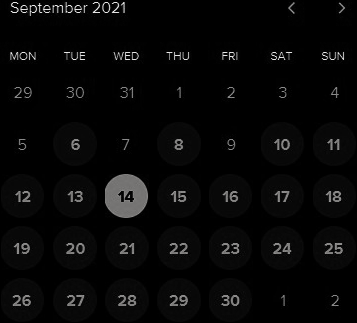 September 2021
MON TUE WED THU FRI SAT SUN
29 30 31 1 2 3 4
5 6 7 8 9 10 11
12 13 14 15 16 17 18
19 20 21 22 23 24 25
26 27 28 29 30 1 2